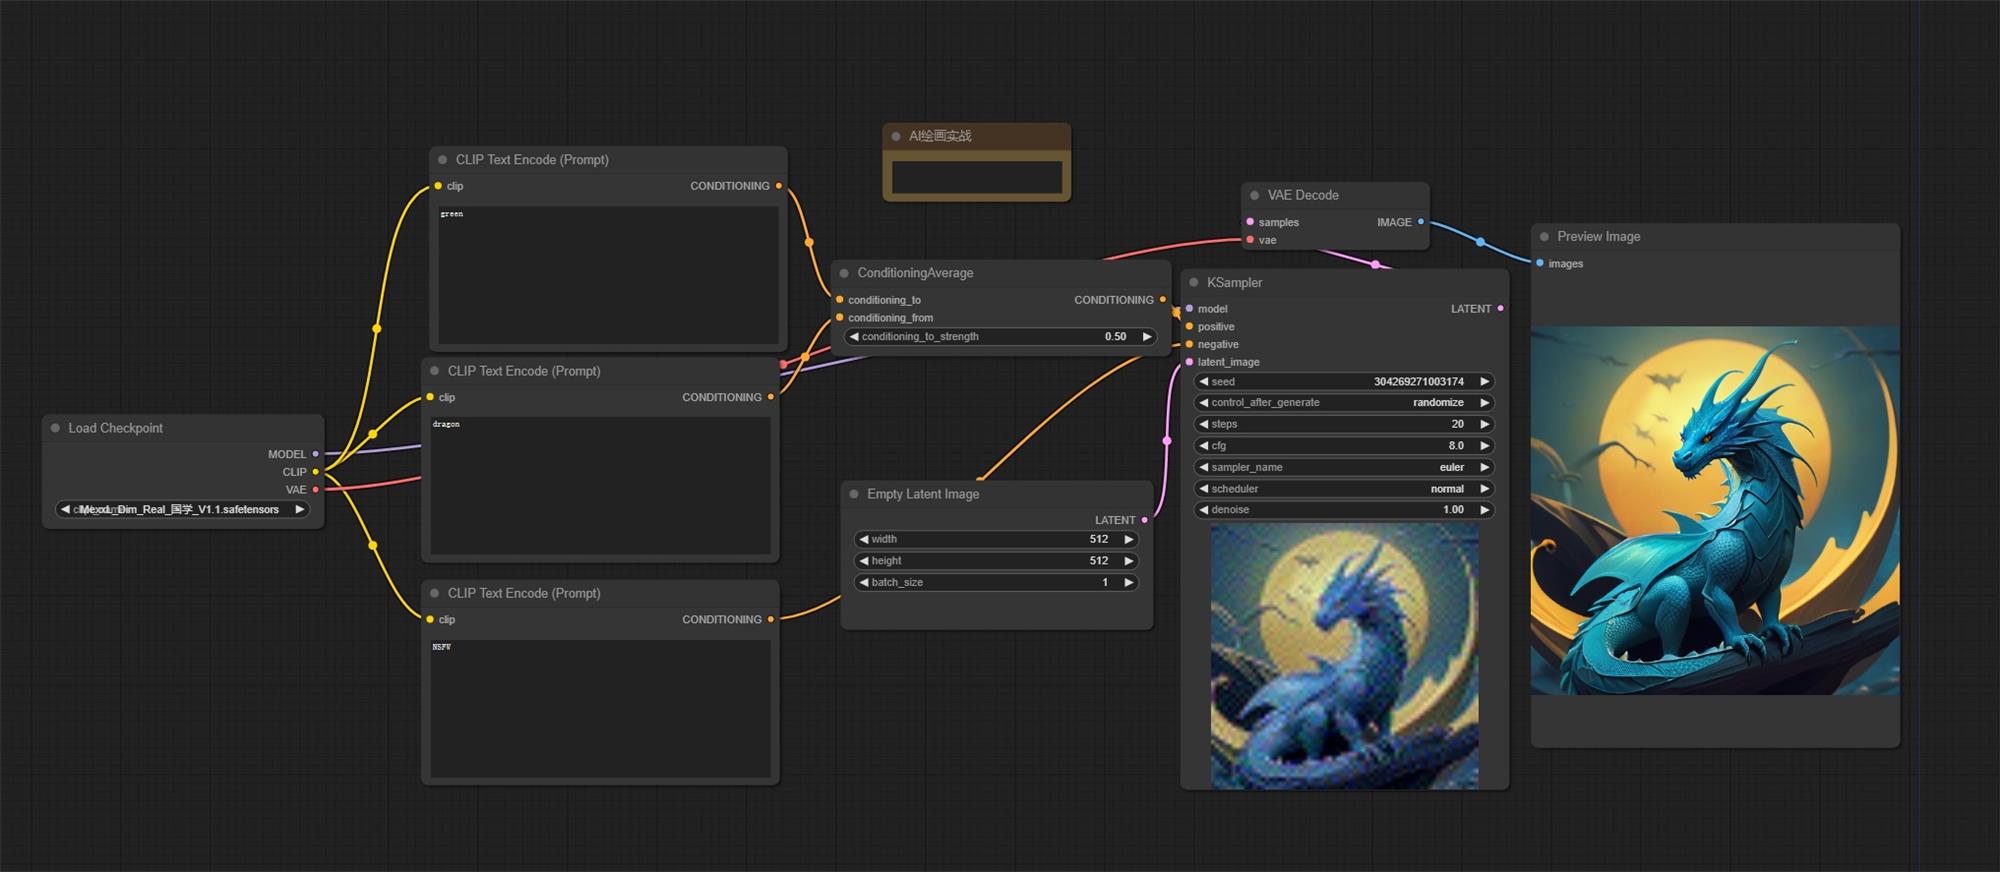 AI绘画实战
CLIP Text Encode (Prompt)
clip
CONDITIONING
green
CLIP Text Encode (Prompt)
clip
CONDITIONING
dragon
Load Checkpoint
MODEL
CLIP
VAE
Dim_Real_国学_V1.1.safetensors
CLIP Text Encode (Prompt)
clip
CONDITIONING
NSFW
ConditioningAverage
conditioning_to
CONDITIONING
conditioning_from
conditioning_to_strength
0.50
Empty Latent Image
LATENT
width
512
height
512
batch_size
1
VAE Decode
samples
IMAGE
vae
KSampler
model
LATENT
positive
negative
latent_image
seed
304269271003174
control_after_generate
randomize
steps
20
cfg
8.0
sampler_name
euler
scheduler
normal
denoise
1.00
Preview Image
images